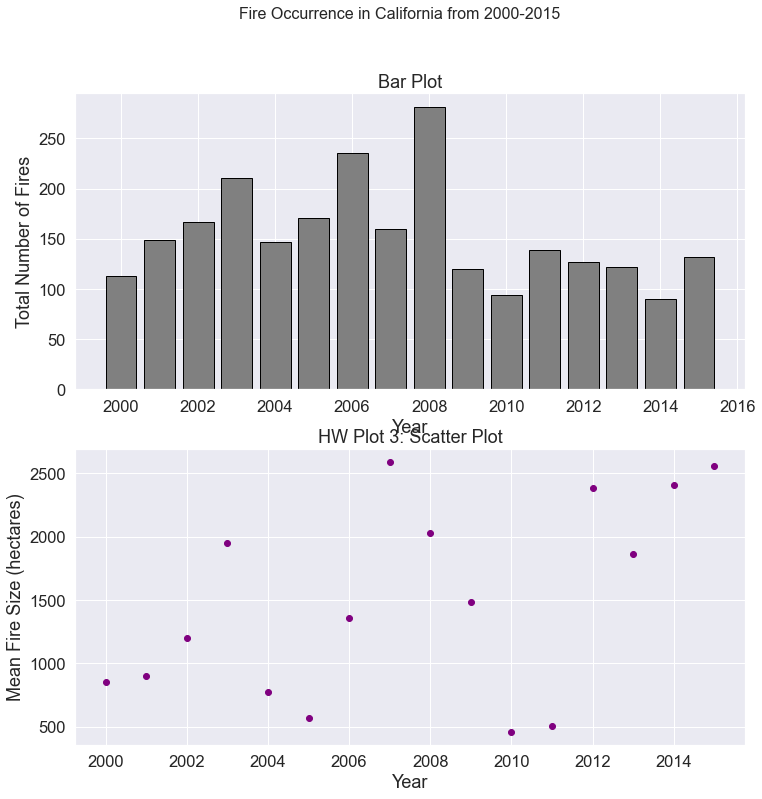 Fire Occurrence in California from 2000-2015
Bar Plot
Total Number of Fires
250
200
150
100
50
0
2000 2002 2004 2006 2008 2010 2012 2014 2016
Year
HW Plot 3: Scatter Plot
Mean Fire Size (hectares)
2500
2000
1500
1000
500
2000 2002 2004 2006 2008 2010 2012 2014
Year